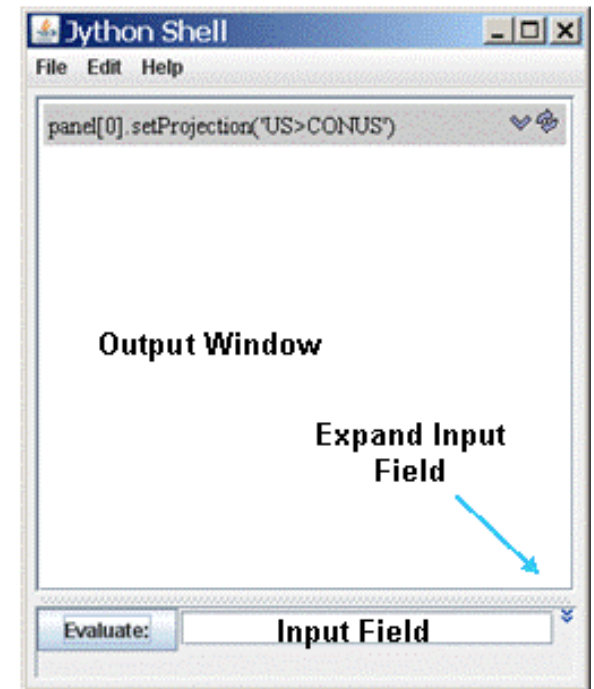 Jython Shell
File Edit Help
panel[0].setProjection('US>CONUS')
Output Window
Expand Input
Field
Evaluate: Input Field